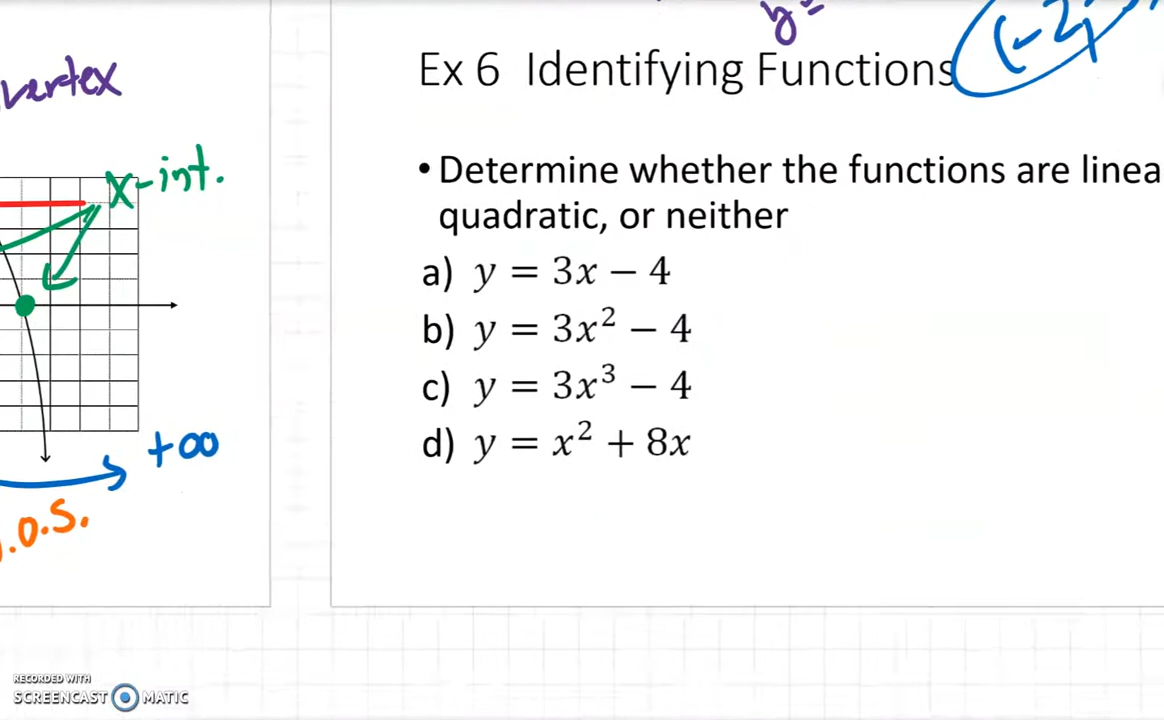 vertex
x-int.
+∞
.O.S.
y=
(-2,
Ex 6 Identifying Functions
• Determine whether the functions are linea
quadratic, or neither
a) y = 3x − 4
b) y = 3x² − 4
c) y = 3x³ − 4
d) y = x² + 8x
RECORDED WITH
SCREENCAST MATIC